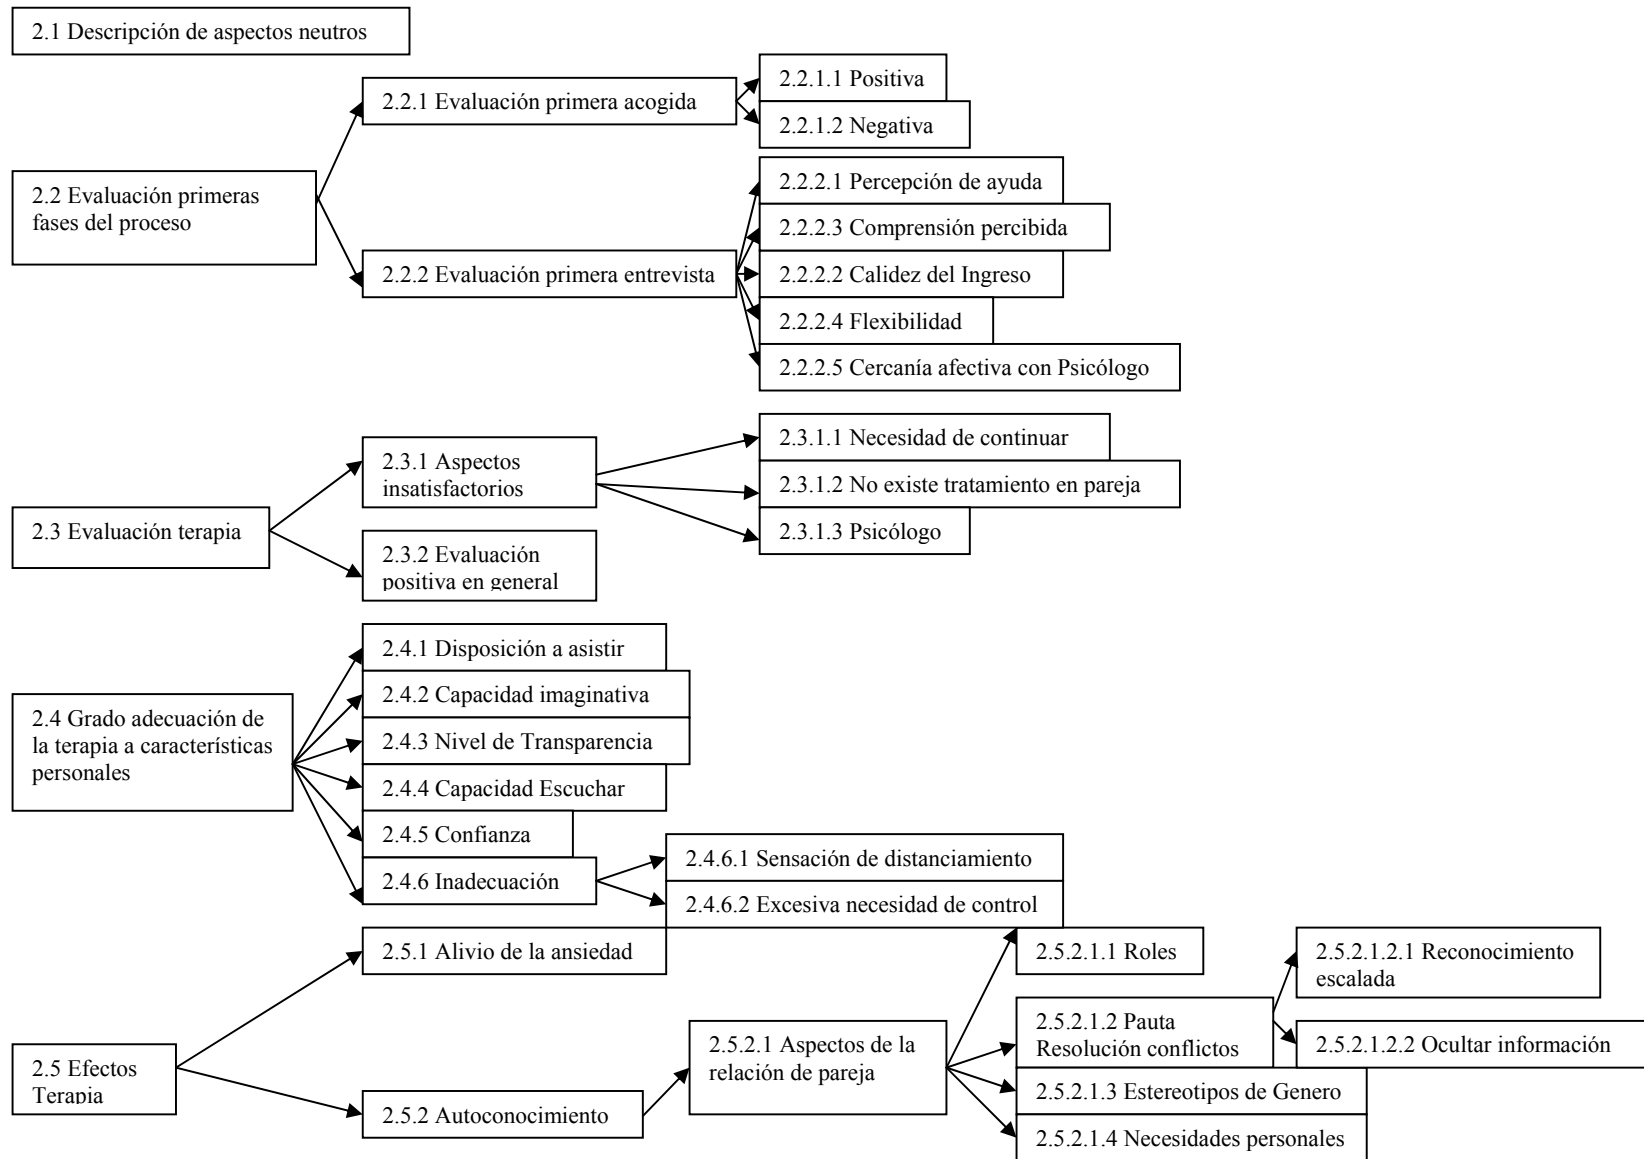 2.1 Descripción de aspectos neutros
2.2 Evaluación primeras
fases del proceso
2.2.1 Evaluación primera acogida
2.2.1.1 Positiva
2.2.1.2 Negativa
2.2.2 Evaluación primera entrevista
2.2.2.1 Percepción de ayuda
2.2.2.3 Comprensión percibida
2.2.2.2 Calidez del Ingreso
2.2.2.4 Flexibilidad
2.2.2.5 Cercanía afectiva con Psicólogo
2.3 Evaluación terapia
2.3.1 Aspectos
insatisfactorios
2.3.1.1 Necesidad de continuar
2.3.1.2 No existe tratamiento en pareja
2.3.1.3 Psicólogo
2.3.2 Evaluación
positiva en general
2.4 Grado adecuación de
la terapia a características
personales
2.4.1 Disposición a asistir
2.4.2 Capacidad imaginativa
2.4.3 Nivel de Transparencia
2.4.4 Capacidad Escuchar
2.4.5 Confianza
2.4.6 Inadecuación
2.4.6.1 Sensación de distanciamiento
2.4.6.2 Excesiva necesidad de control
2.5 Efectos
Terapia
2.5.1 Alivio de la ansiedad
2.5.2 Autoconocimiento
2.5.2.1 Aspectos de la
relación de pareja
2.5.2.1.1 Roles
2.5.2.1.2 Pauta
Resolución conflictos
2.5.2.1.2.1 Reconocimiento
escalada
2.5.2.1.2.2 Ocultar información
2.5.2.1.3 Estereotipos de Genero
2.5.2.1.4 Necesidades personales